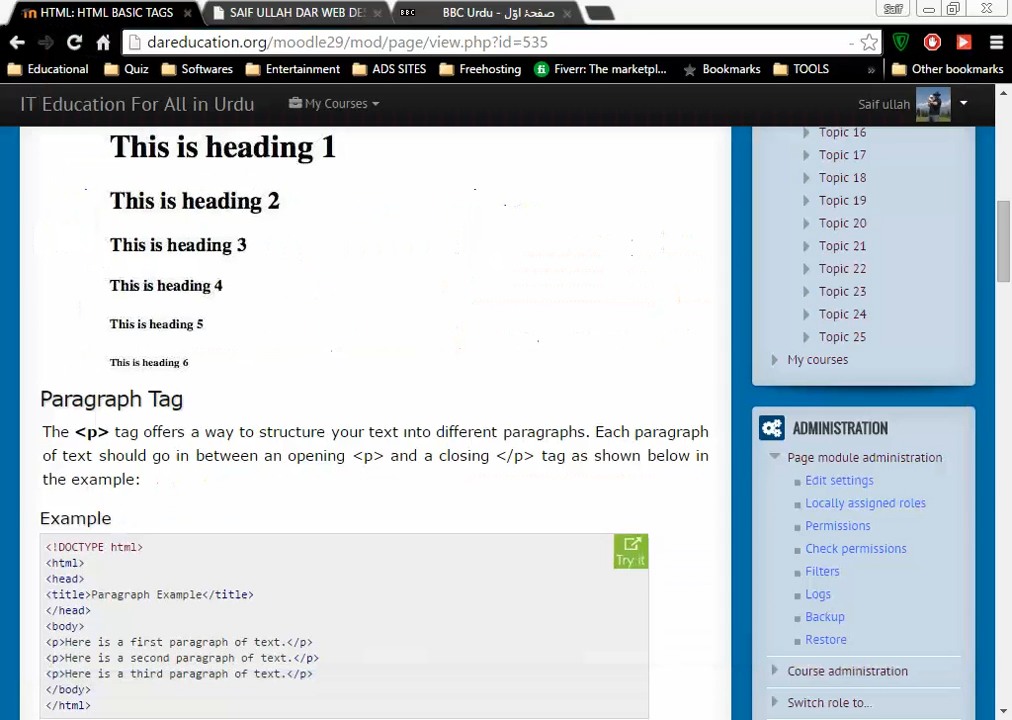 HTML: HTML BASIC TAGS
SAIF ULLAH DAR WEB DE
BBC
BBC Urdu - صفحۂ اوّل
Saif
dareducation.org/moodle29/mod/page/view.php?id=535
Educational
Quiz
Softwares
Entertainment
ADS SITES
Freehosting
Fiverr: The marketpl...
Bookmarks
TOOLS
»
Other bookmarks
IT Education For All in Urdu
My Courses
Saif ullah
This is heading 1
This is heading 2
This is heading 3
This is heading 4
This is heading 5
This is heading 6
Paragraph Tag
The <p> tag offers a way to structure your text into different paragraphs. Each paragraph
of text should go in between an opening <p> and a closing </p> tag as shown below in
the example:
Example
Try it
<!DOCTYPE html>
<html>
<head>
<title>Paragraph Example</title>
</head>
<body>
<p>Here is a first paragraph of text.</p>
<p>Here is a second paragraph of text.</p>
<p>Here is a third paragraph of text.</p>
</body>
</html>
Topic 16
Topic 17
Topic 18
Topic 19
Topic 20
Topic 21
Topic 22
Topic 23
Topic 24
Topic 25
My courses
ADMINISTRATION
Page module administration
Edit settings
Locally assigned roles
Permissions
Check permissions
Filters
Logs
Backup
Restore
Course administration
Switch role to...